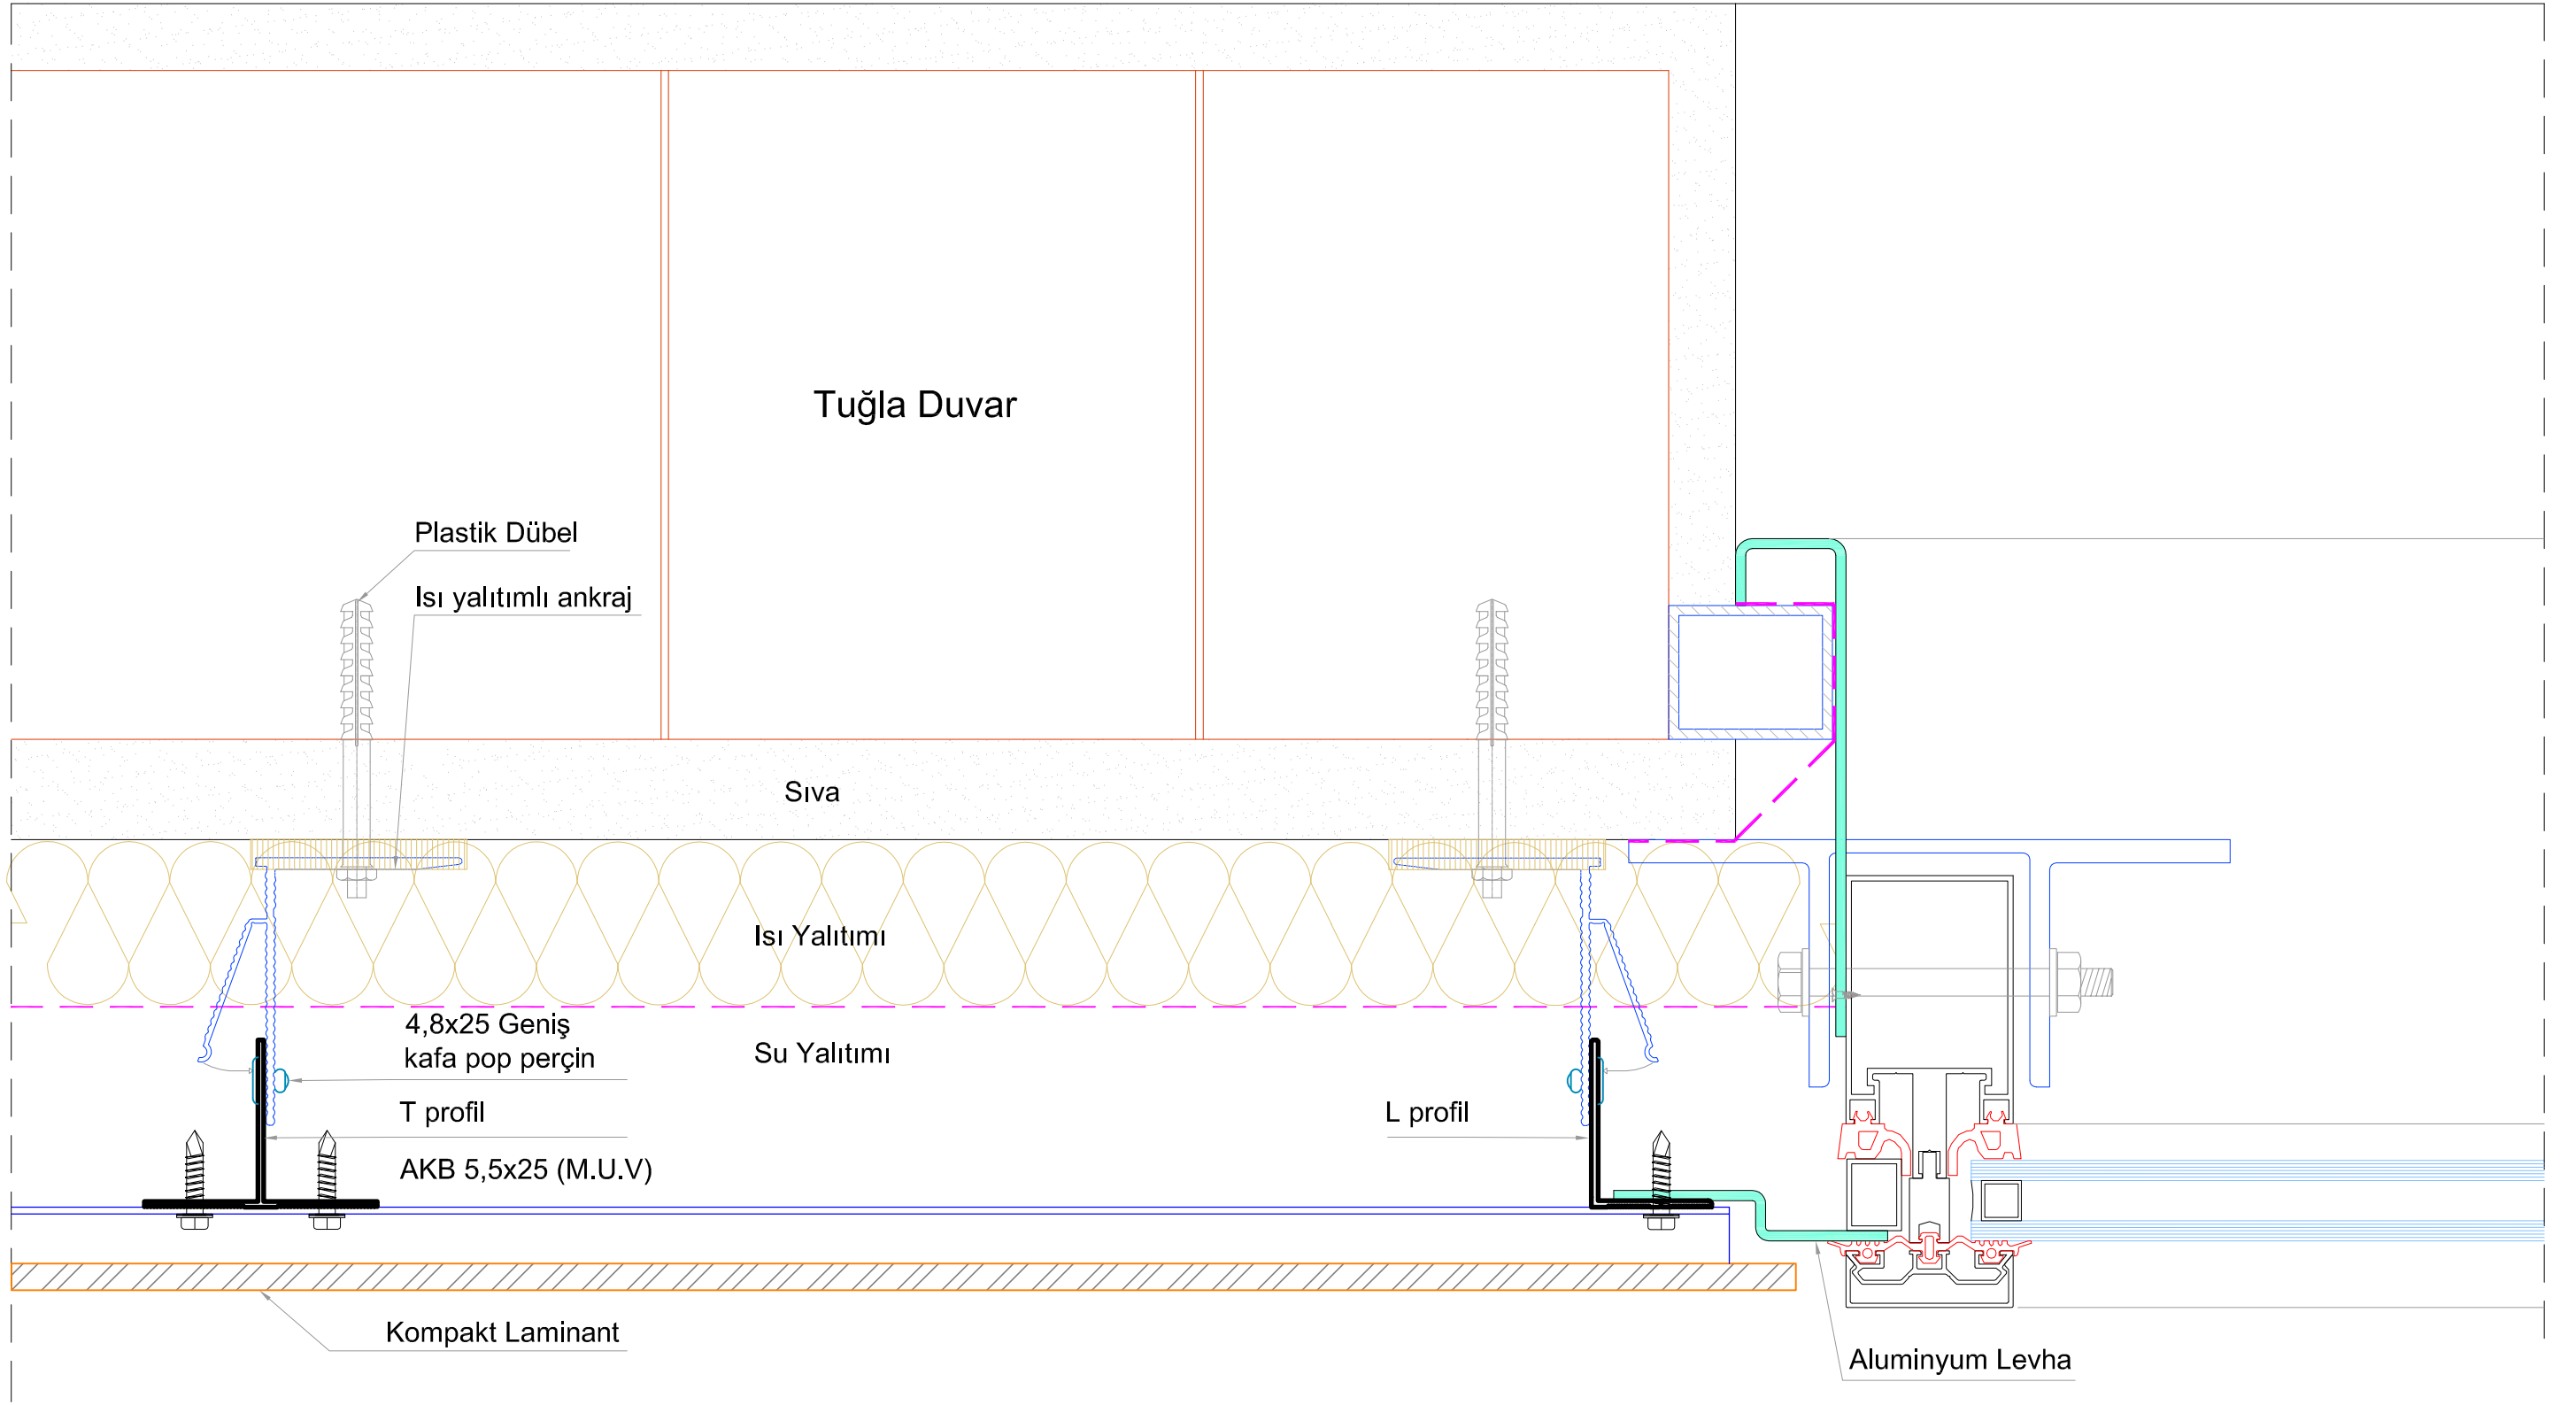 Tuğla Duvar
Plastik Dübel
Isı yalıtımlı ankraj
Sıva
Isı Yalıtımı
4,8x25 Geniş
kafa pop perçin
Su Yalıtımı
T profil
L profil
AKB 5,5x25 (M.U.V)
Kompakt Laminant
Aluminyum Levha